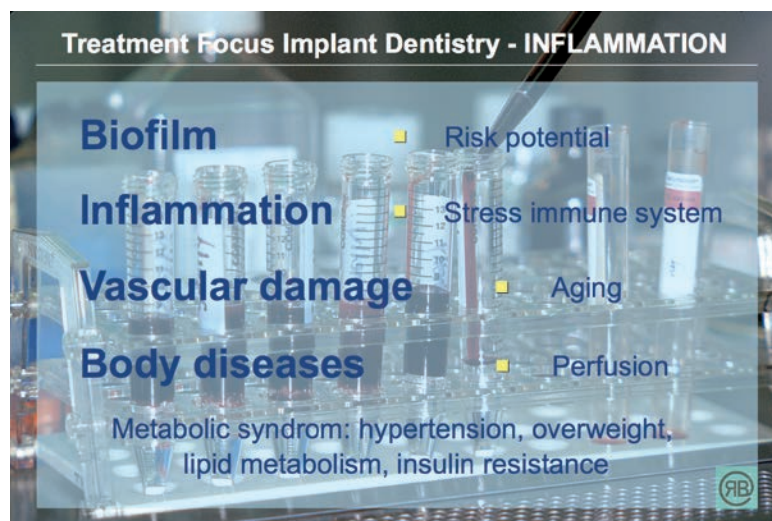 Treatment Focus Implant Dentistry - INFLAMMATION
Biofilm Risk potential
Inflammation Stress immune system
Vascular damage Aging
Body diseases Perfusion
Metabolic syndrom: hypertension, overweight,
lipid metabolism, insulin resistance